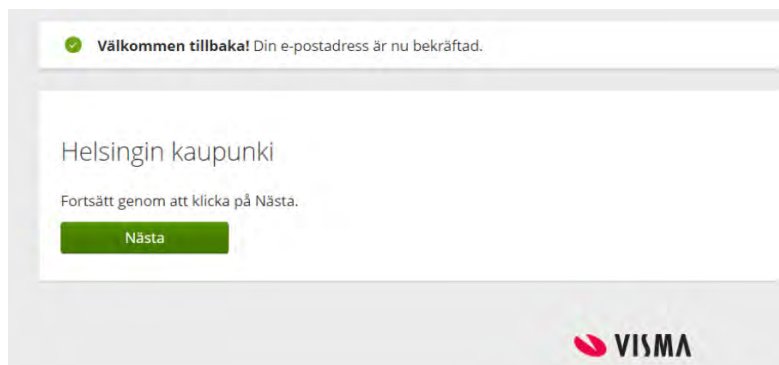 Välkommen tillbaka! Din e-postadress är nu bekräftad.
Helsingin kaupunki
Fortsätt genom att klicka på Nästa.
Nästa
VISMA